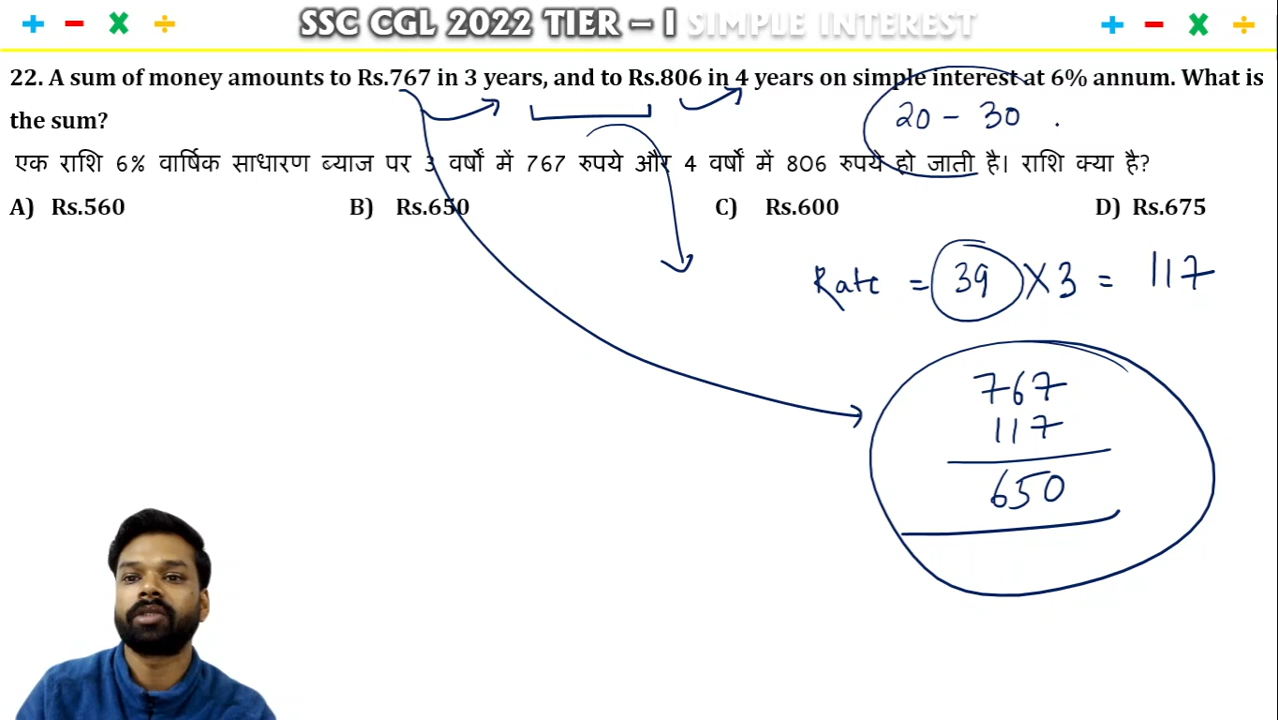 + - × ÷ SSC CGL 2022 TIER – I SIMPLE INTEREST + - × ÷
22. A sum of money amounts to Rs.767 in 3 years, and to Rs.806 in 4 years on simple interest at 6% annum. What is
the sum?
20 - 30 .
एक राशि 6% वार्षिक साधारण ब्याज पर 3 वर्षों में 767 रुपये और 4 वर्षों में 806 रुपये हो जाती है। राशि क्या है?
A) Rs.560 B) Rs.650 C) Rs.600 D) Rs.675
Rate = 39 × 3 = 117
767
117
650